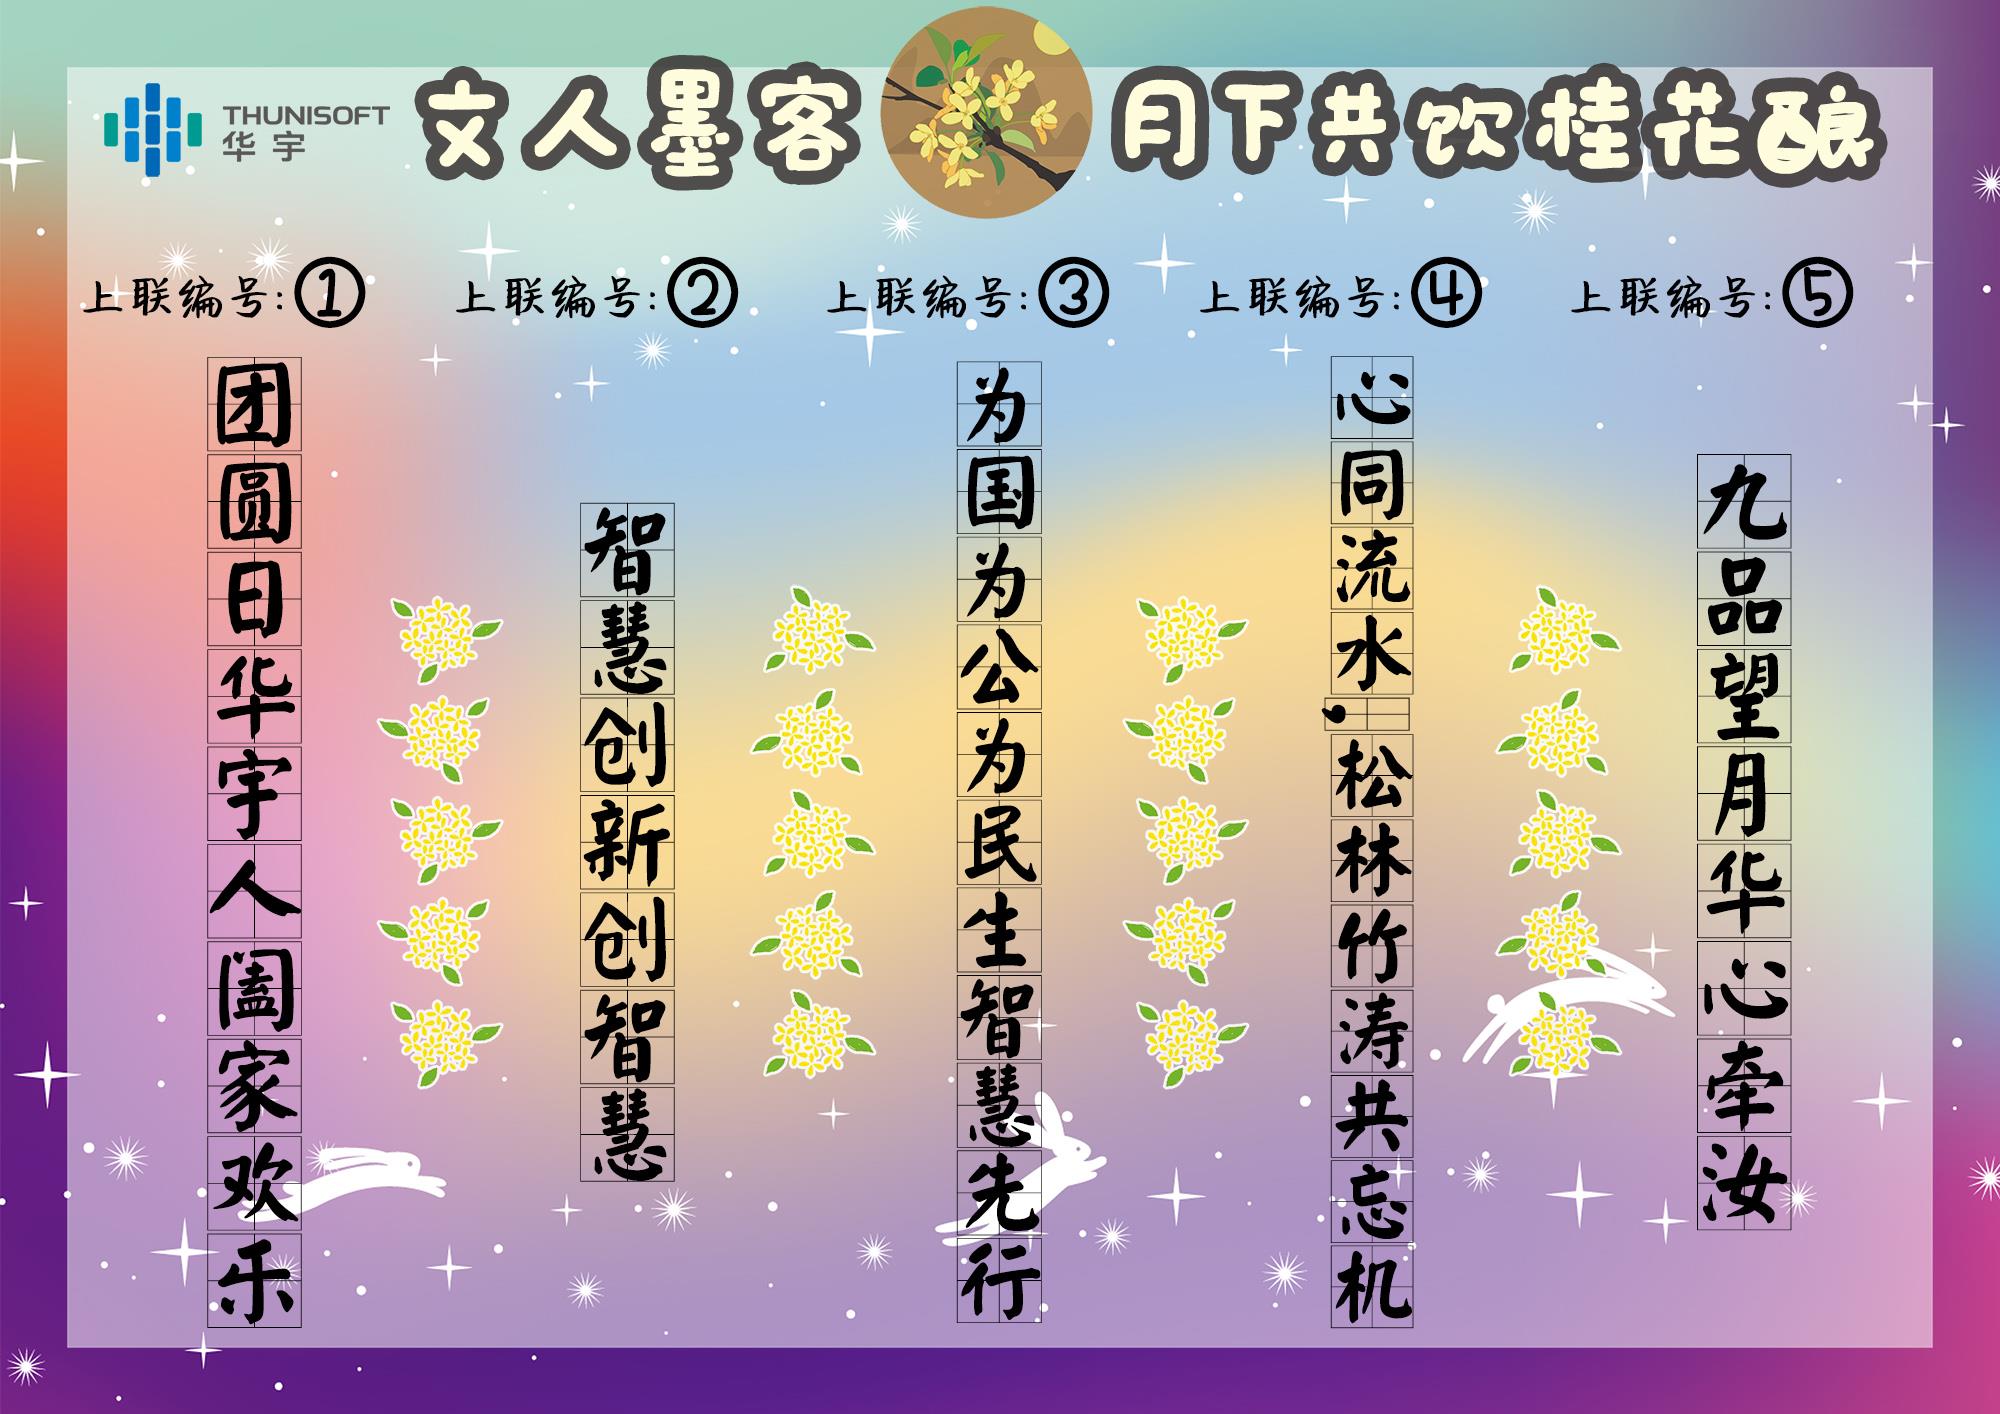 THUNISOFT
华宇
文人墨客 月下共饮桂花酿
上联编号:①
团圆日华宇人阖家欢乐
上联编号:②
智慧创新创智慧
上联编号:③
为国为公为民生智慧先行
上联编号:④
心同流水，松林竹涛共忘机
上联编号:⑤
九品望月华心牵汝